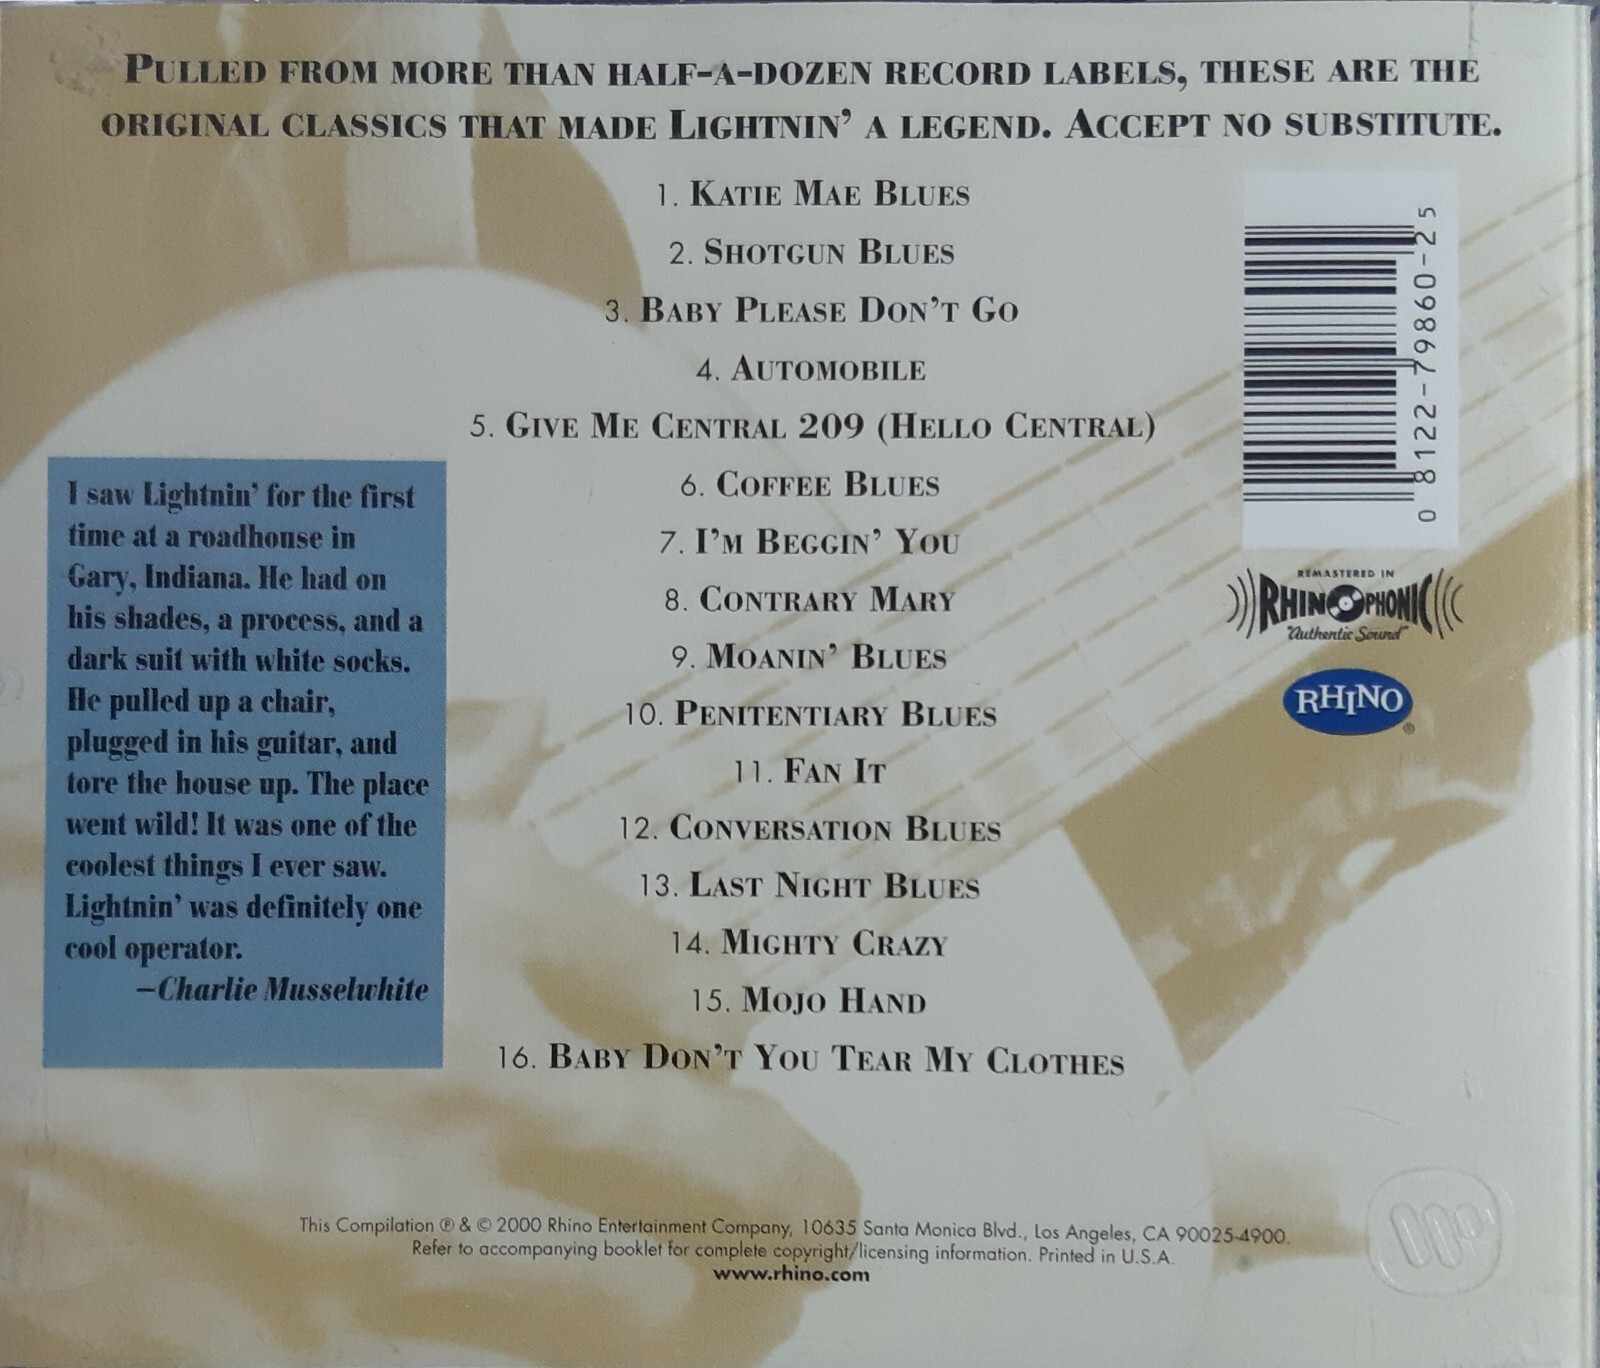 Pulled from more than half-a-dozen record labels, these are the
original classics that made Lightnin' a legend. Accept no substitute.
1. Katie Mae Blues
2. Shotgun Blues
3. Baby Please Don't Go
4. Automobile
5. Give Me Central 209 (Hello Central)
6. Coffee Blues
7. I'm Beggin' You
8. Contrary Mary
9. Moanin' Blues
10. Penitentiary Blues
11. Fan It
12. Conversation Blues
13. Last Night Blues
14. Mighty Crazy
15. Mojo Hand
16. Baby Don't You Tear My Clothes
I saw Lightnin' for the first
time at a roadhouse in
Gary, Indiana. He had on
his shades, a process, and a
dark suit with white socks.
He pulled up a chair,
plugged in his guitar, and
tore the house up. The place
went wild! It was one of the
coolest things I ever saw.
Lightnin' was definitely one
cool operator.
—Charlie Musselwhite
0 8122-79860-2 5
REMASTERED IN
RHINOPHONIC
"Authentic Sound"
RHINO®
This Compilation ℗ & © 2000 Rhino Entertainment Company, 10635 Santa Monica Blvd., Los Angeles, CA 90025-4900.
Refer to accompanying booklet for complete copyright/licensing information. Printed in U.S.A.
www.rhino.com